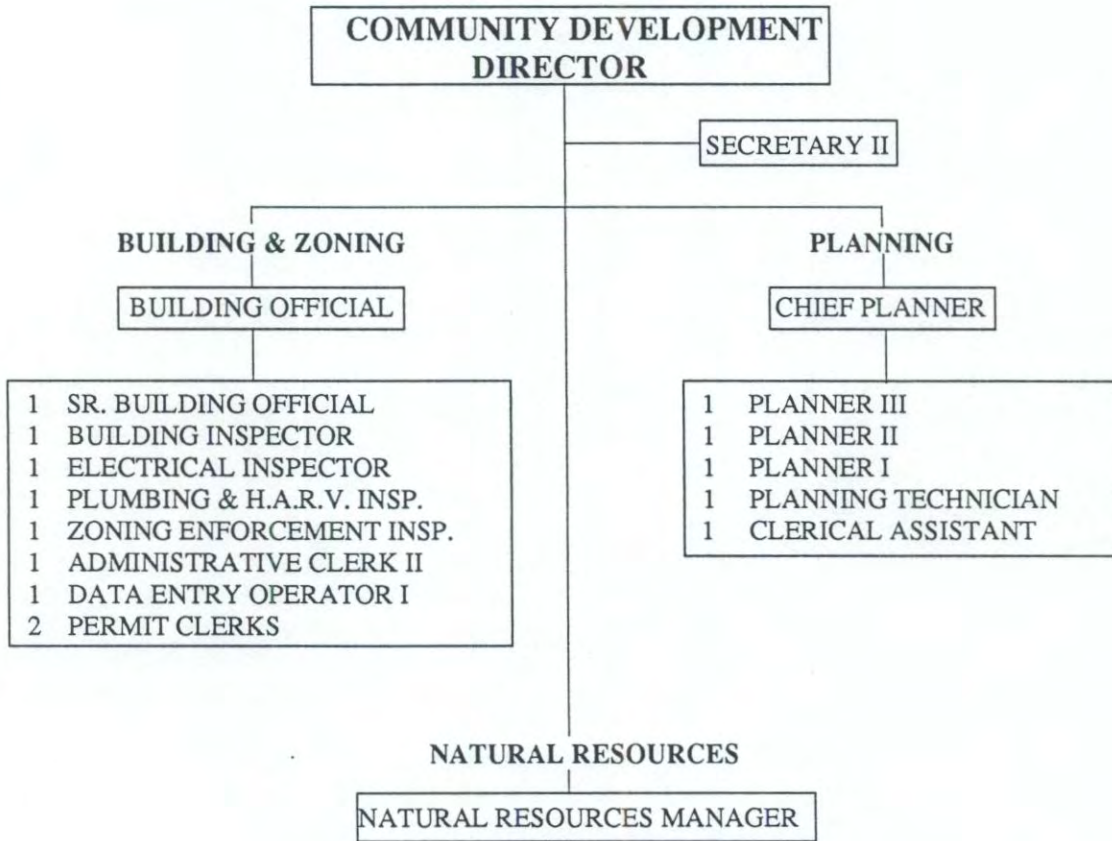 COMMUNITY DEVELOPMENT
DIRECTOR
SECRETARY II
BUILDING & ZONING
BUILDING OFFICIAL
1 SR. BUILDING OFFICIAL
1 BUILDING INSPECTOR
1 ELECTRICAL INSPECTOR
1 PLUMBING & H.A.R.V. INSP.
1 ZONING ENFORCEMENT INSP.
1 ADMINISTRATIVE CLERK II
1 DATA ENTRY OPERATOR I
2 PERMIT CLERKS
PLANNING
CHIEF PLANNER
1 PLANNER III
1 PLANNER II
1 PLANNER I
1 PLANNING TECHNICIAN
1 CLERICAL ASSISTANT
NATURAL RESOURCES
NATURAL RESOURCES MANAGER